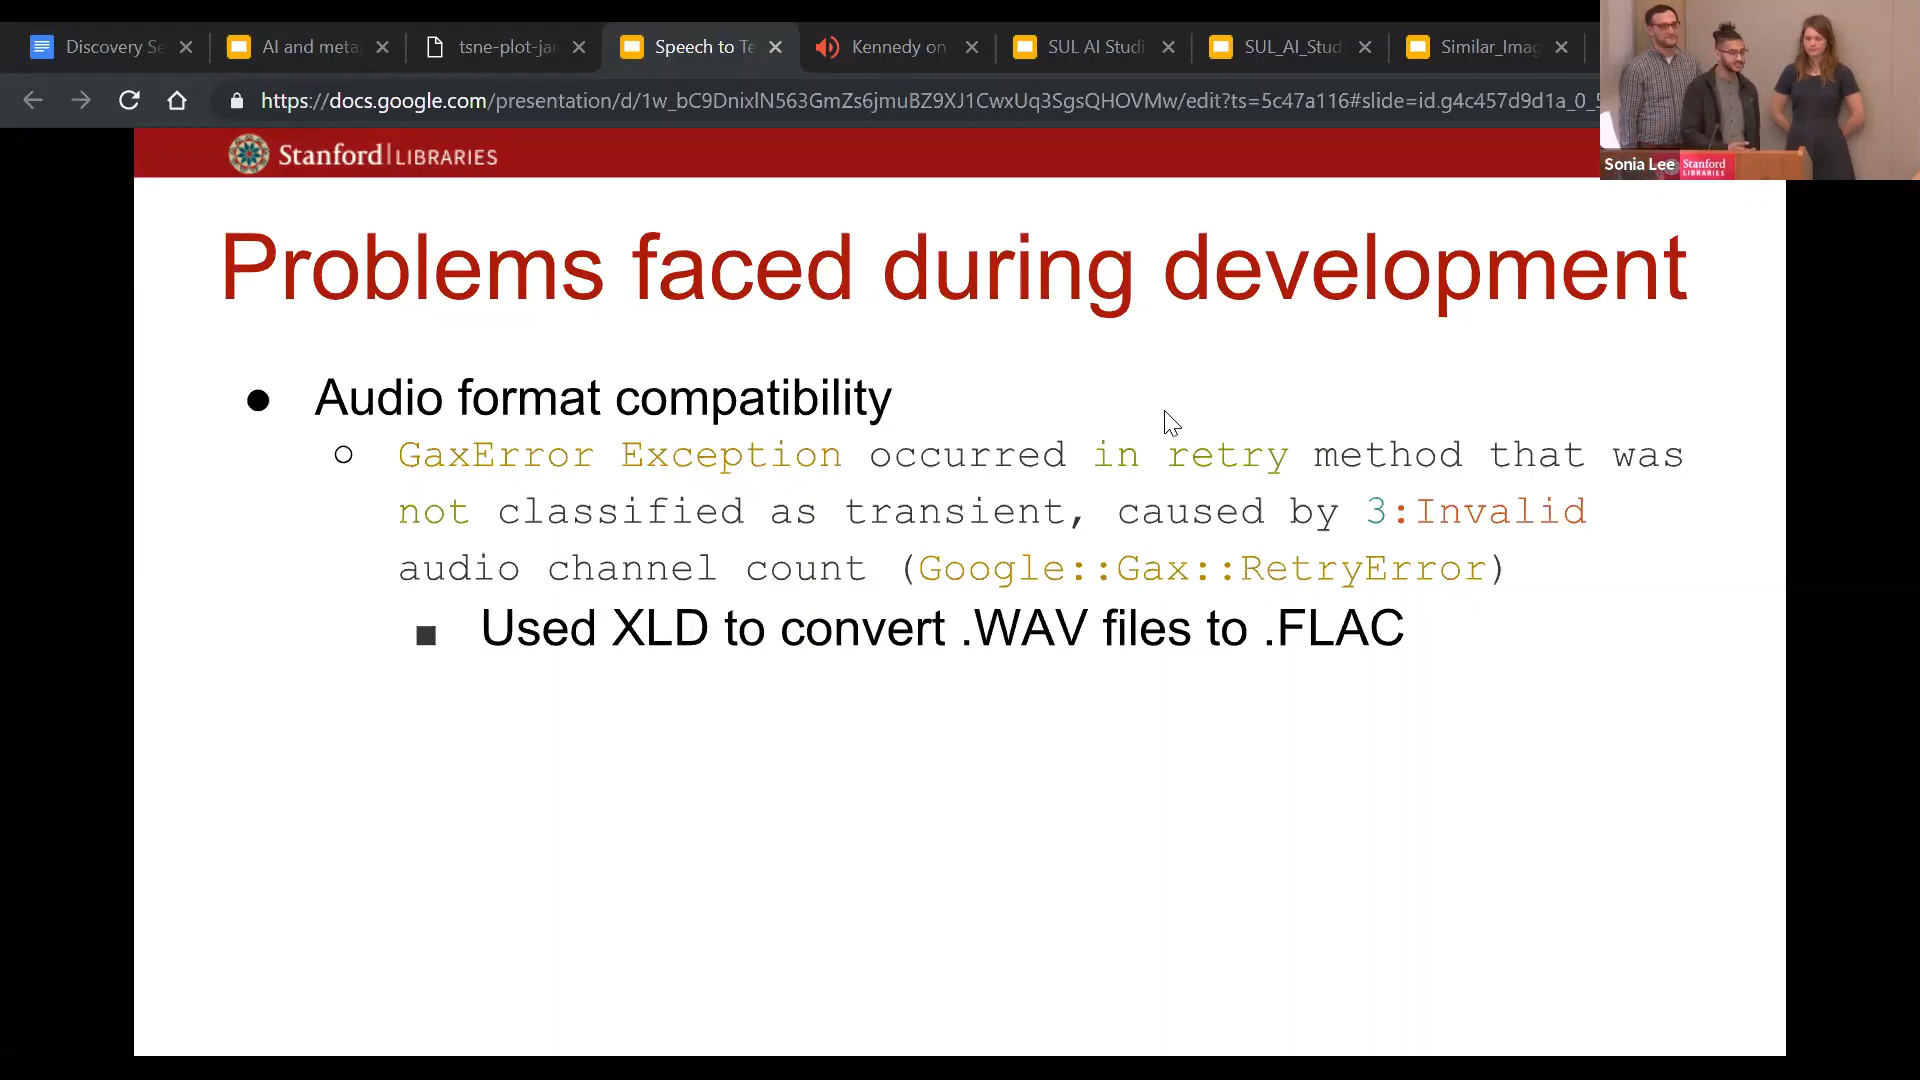 Discovery Se
AI and meta
tsne-plot-jan
Speech to Te
Kennedy on
SUL AI Studi
SUL_AI_Stud
Similar_Imag
https://docs.google.com/presentation/d/1w_bC9DnixlN563GmZs6jmuBZ9XJ1CwxUq3SgsQHOVMw/edit?ts=5c47a116#slide=id.g4c457d9d1a_0_5
Sonia Lee
Stanford
LIBRARIES
Stanford LIBRARIES
Problems faced during development
● Audio format compatibility
○ GaxError Exception occurred in retry method that was
not classified as transient, caused by 3:Invalid
audio channel count (Google::Gax::RetryError)
■ Used XLD to convert .WAV files to .FLAC